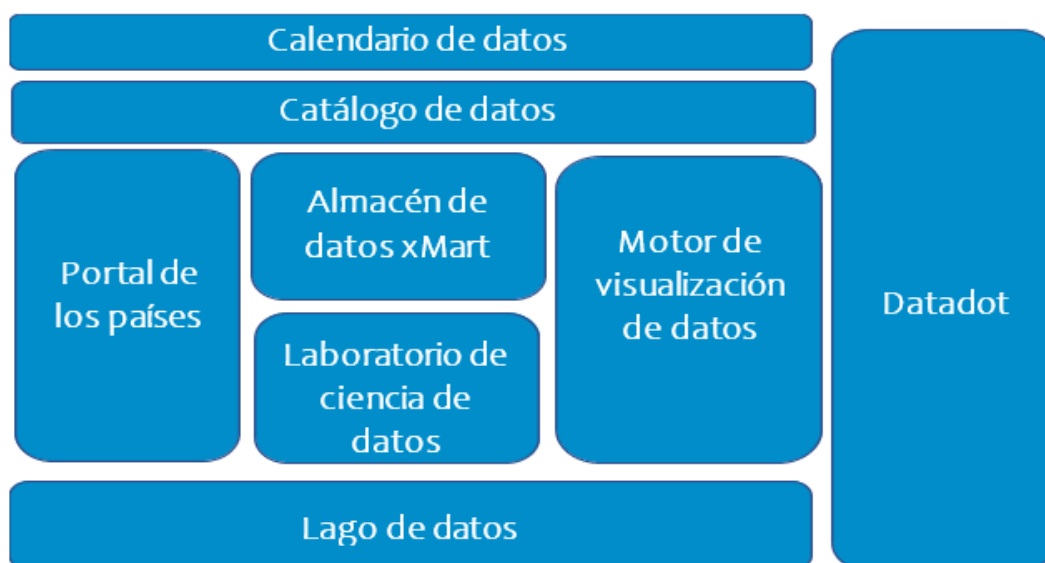 Calendario de datos
Catálogo de datos
Portal de
los países
Almacén de
datos xMart
Laboratorio de
ciencia de
datos
Motor de
visualización
de datos
Lago de datos
Datadot